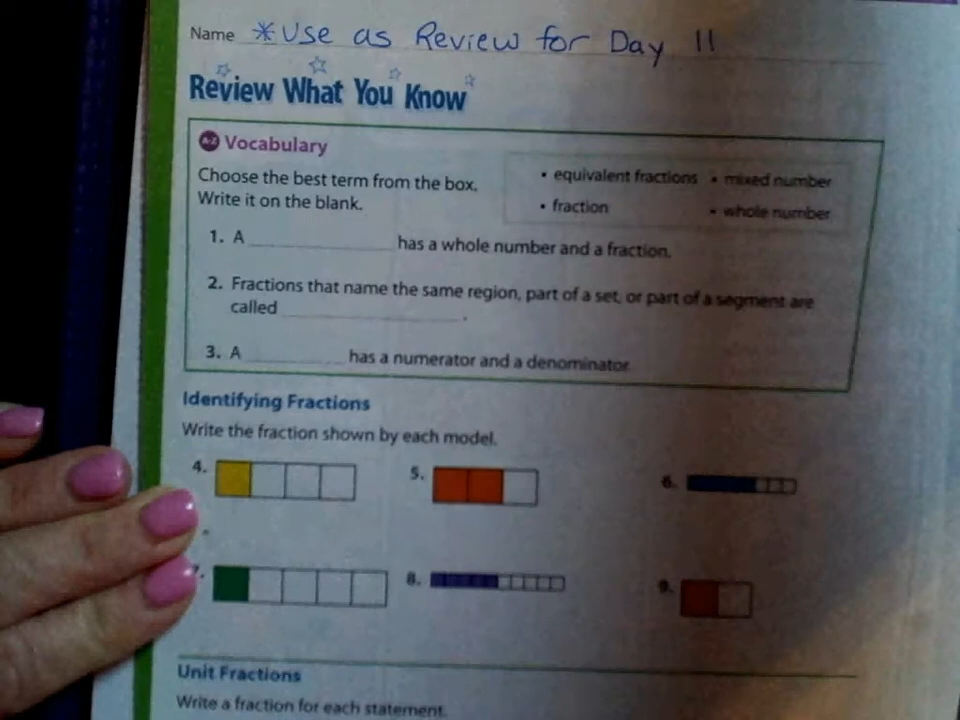 Name *Use as Review for Day 11
Review What You Know
A-Z Vocabulary
Choose the best term from the box.
Write it on the blank.
• equivalent fractions • mixed number
• fraction • whole number
1. A ______ has a whole number and a fraction.
2. Fractions that name the same region, part of a set, or part of a segment are
called ______.
3. A ______ has a numerator and a denominator.
Identifying Fractions
Write the fraction shown by each model.
4. 5. 6.
7. 8. 9.
Unit Fractions
Write a fraction for each statement.